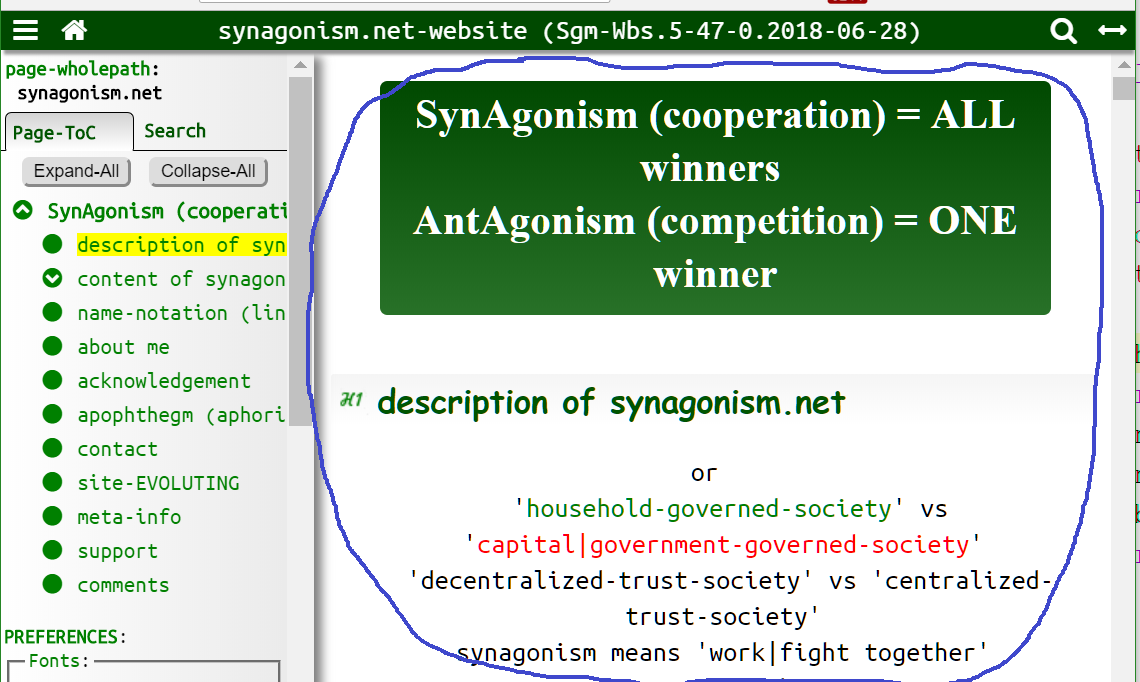 synagonism.net-website (Sgm-Wbs.5-47-0.2018-06-28)
page-wholepath:
synagonism.net
Page-ToC
Search
Expand-All
Collapse-All
SynAgonism (cooperati
description of syn
content of synagon
name-notation (lin
about me
acknowledgement
apophthegm (aphori
contact
site-EVOLUTING
meta-info
support
comments
PREFERENCES:
Fonts:
SynAgonism (cooperation) = ALL
winners
AntAgonism (competition) = ONE
winner
H1 description of synagonism.net
or
'household-governed-society' vs
'capital|government-governed-society'
'decentralized-trust-society' vs 'centralized-
trust-society'
synagonism means 'work|fight together'